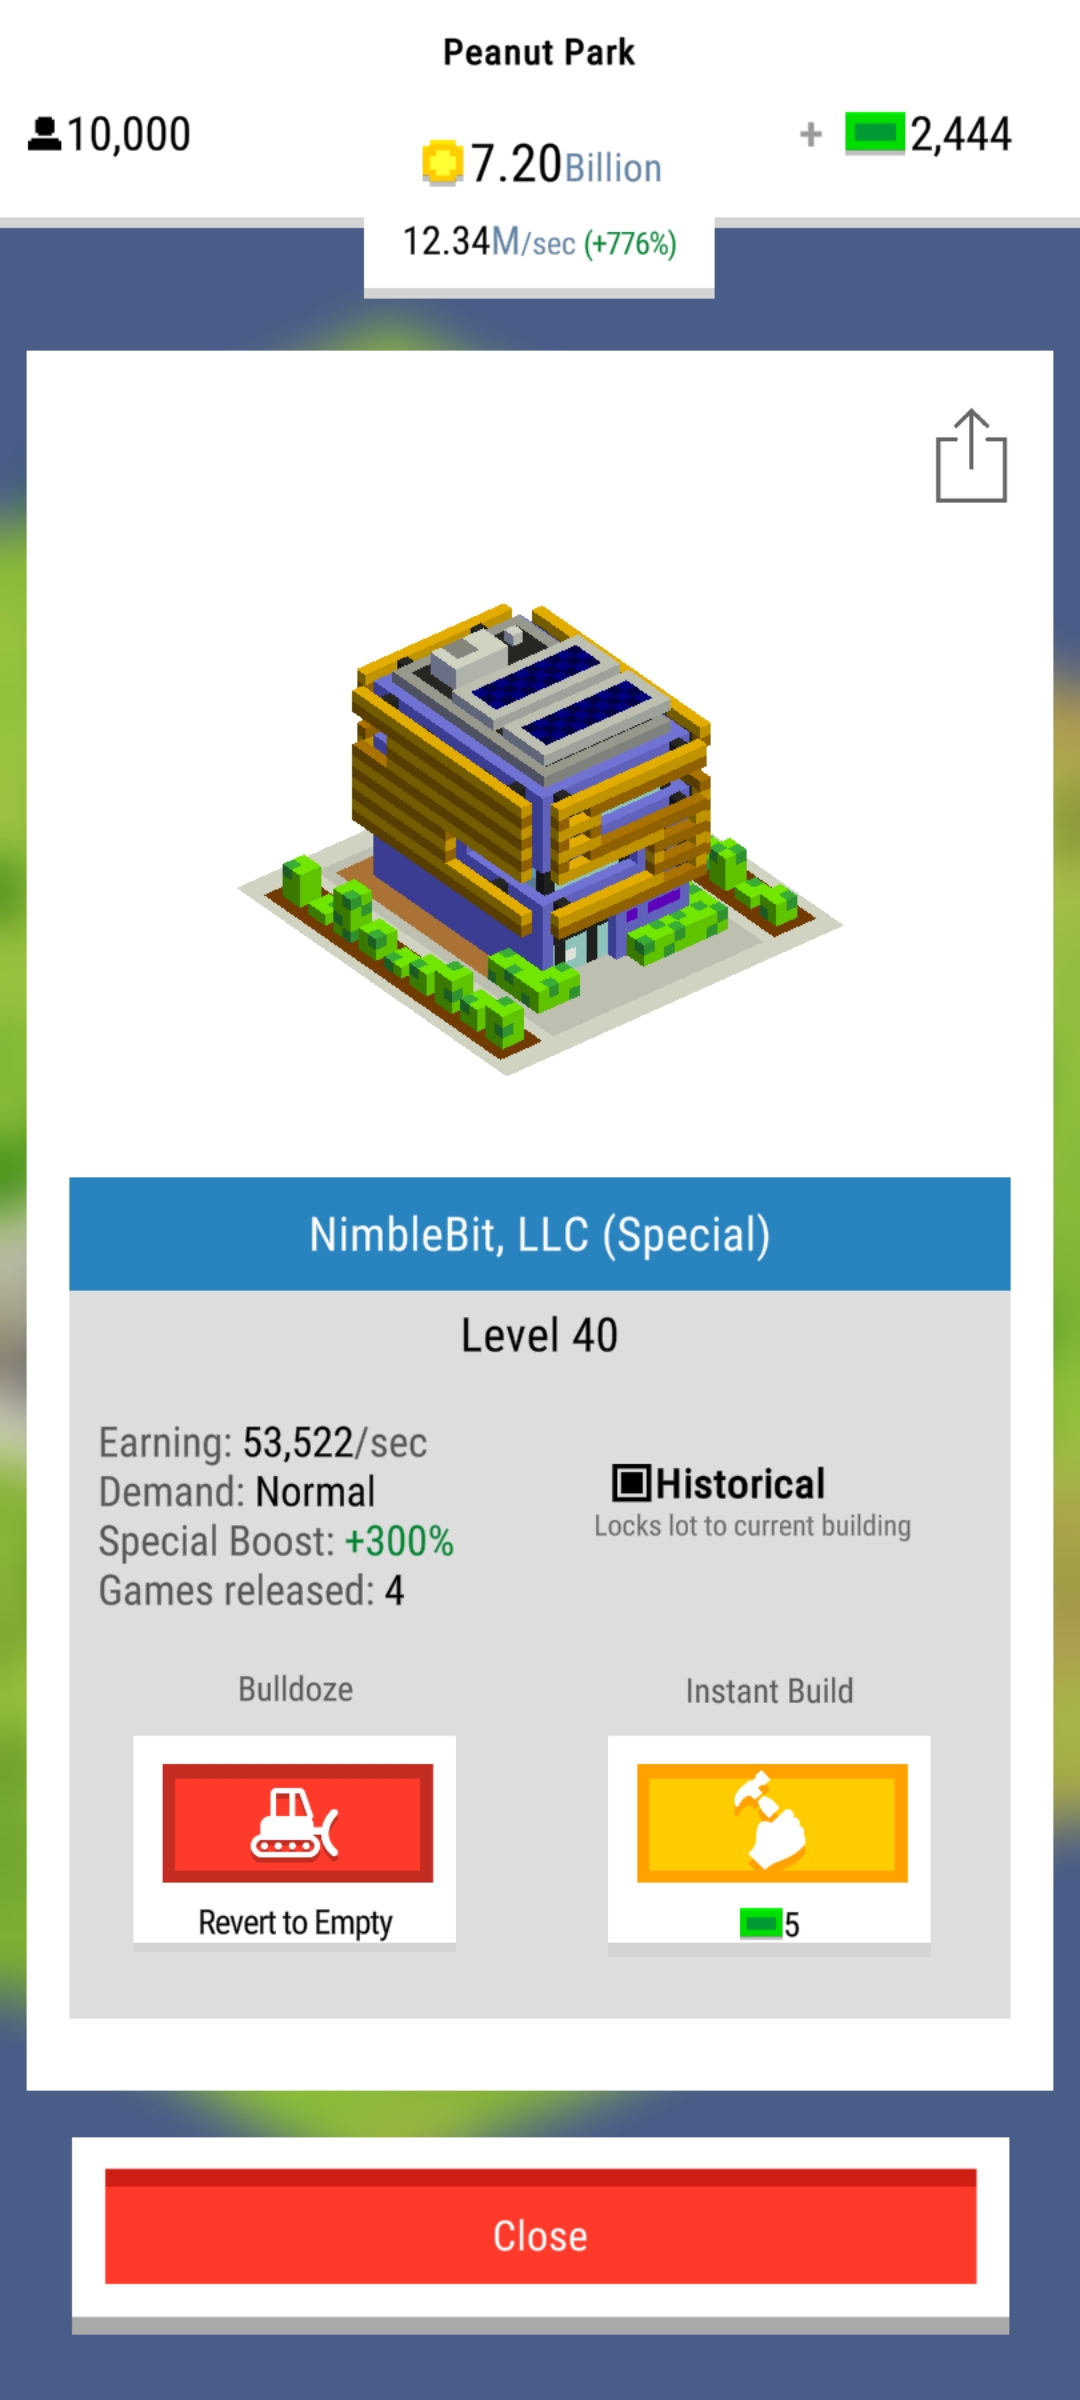 Peanut Park
10,000
7.20Billion
+ 2,444
12.34M/sec (+776%)
NimbleBit, LLC (Special)
Level 40
Earning: 53,522/sec
Demand: Normal
Special Boost: +300%
Games released: 4
Historical
Locks lot to current building
Bulldoze
Revert to Empty
Instant Build
5
Close